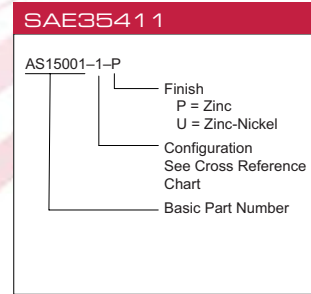 SAE35411
AS15001–1–P
Finish
P = Zinc
U = Zinc-Nickel
Configuration
See Cross Reference
Chart
Basic Part Number